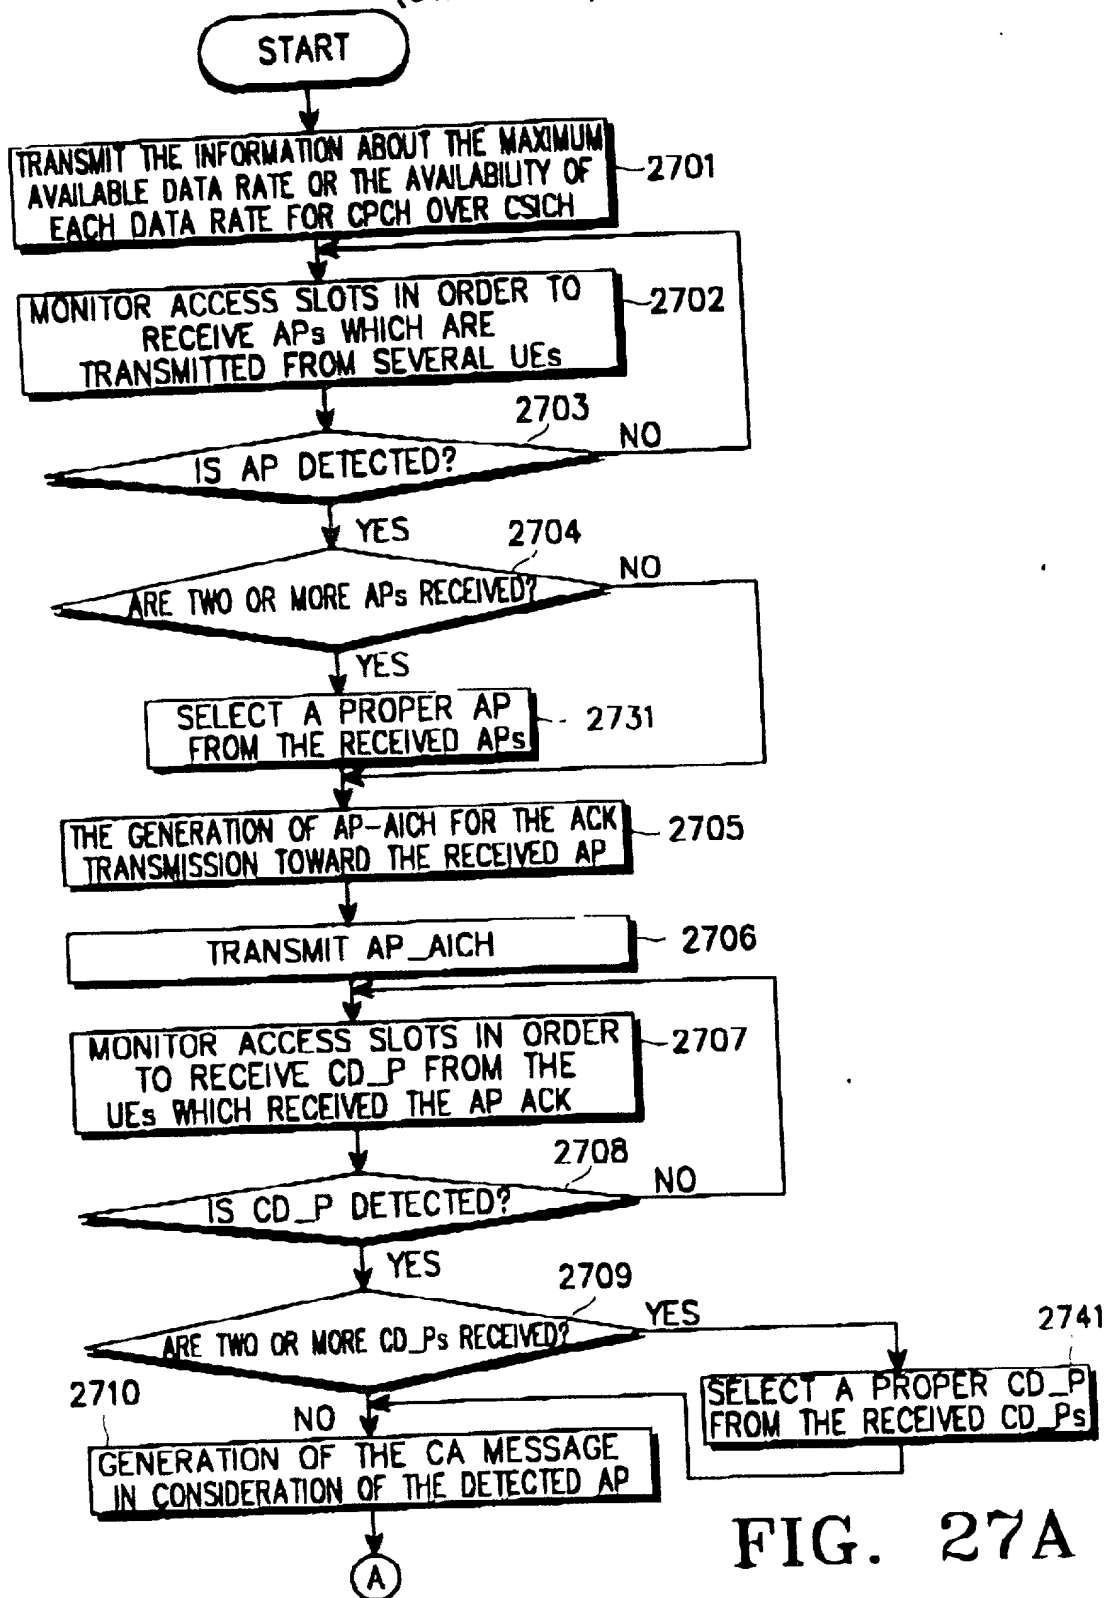 START
TRANSMIT THE INFORMATION ABOUT THE MAXIMUM
AVAILABLE DATA RATE OR THE AVAILABILITY OF
EACH DATA RATE FOR CPCH OVER CSICH
2701
MONITOR ACCESS SLOTS IN ORDER TO
RECEIVE APs WHICH ARE
TRANSMITTED FROM SEVERAL UEs
2702
2703
IS AP DETECTED?
NO
YES
2704
ARE TWO OR MORE APs RECEIVED?
NO
YES
SELECT A PROPER AP
FROM THE RECEIVED APs
2731
THE GENERATION OF AP-AICH FOR THE ACK
TRANSMISSION TOWARD THE RECEIVED AP
2705
TRANSMIT AP_AICH
2706
MONITOR ACCESS SLOTS IN ORDER
TO RECEIVE CD_P FROM THE
UEs WHICH RECEIVED THE AP ACK
2707
2708
IS CD_P DETECTED?
NO
YES
2709
ARE TWO OR MORE CD_Ps RECEIVED?
YES
2741
SELECT A PROPER CD_P
FROM THE RECEIVED CD_Ps
2710
NO
GENERATION OF THE CA MESSAGE
IN CONSIDERATION OF THE DETECTED AP
A
FIG. 27A